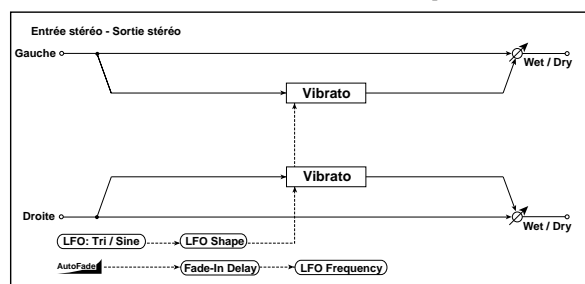 Entrée stéréo - Sortie stéréo
Gauche
Wet / Dry
Vibrato
Vibrato
Droite
Wet / Dry
LFO: Tri / Sine
LFO Shape
AutoFade
Fade-In Delay
LFO Frequency